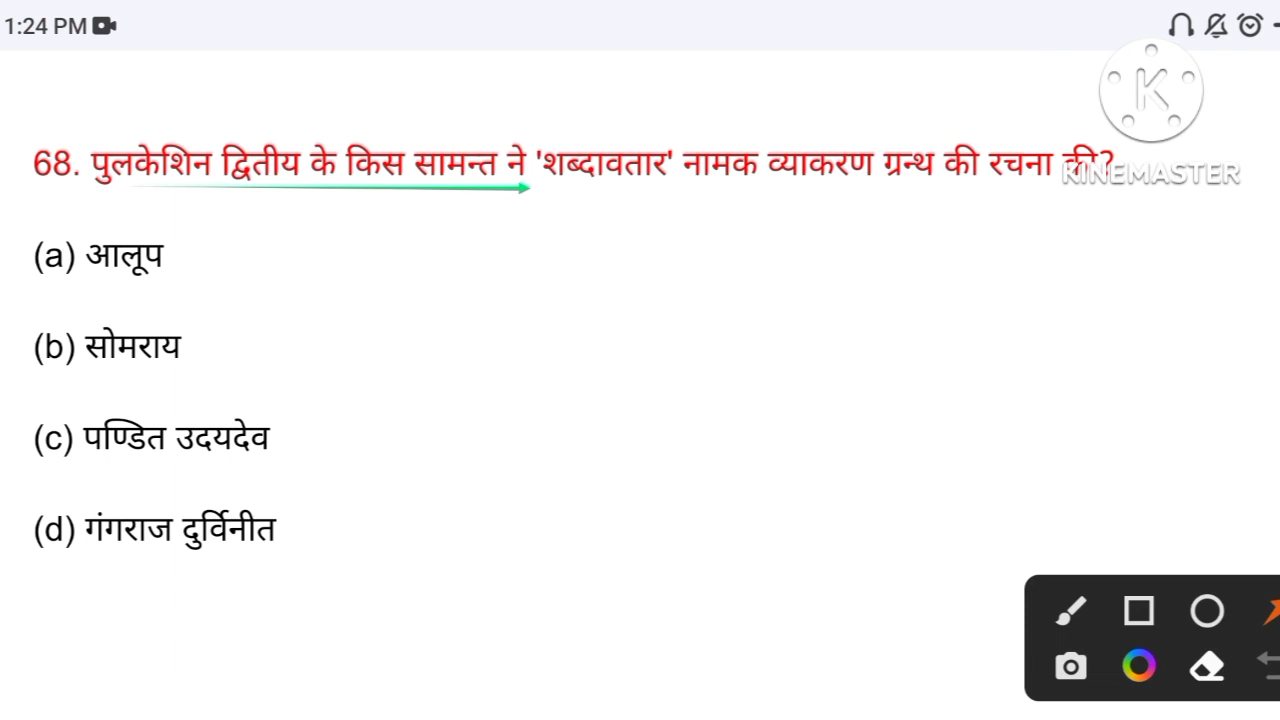 1:24 PM
68. पुलकेशिन द्वितीय के किस सामन्त ने 'शब्दावतार' नामक व्याकरण ग्रन्थ की रचना की?
K
KINEMASTER
(a) आलूप
(b) सोमराय
(c) पण्डित उदयदेव
(d) गंगराज दुर्विनीत